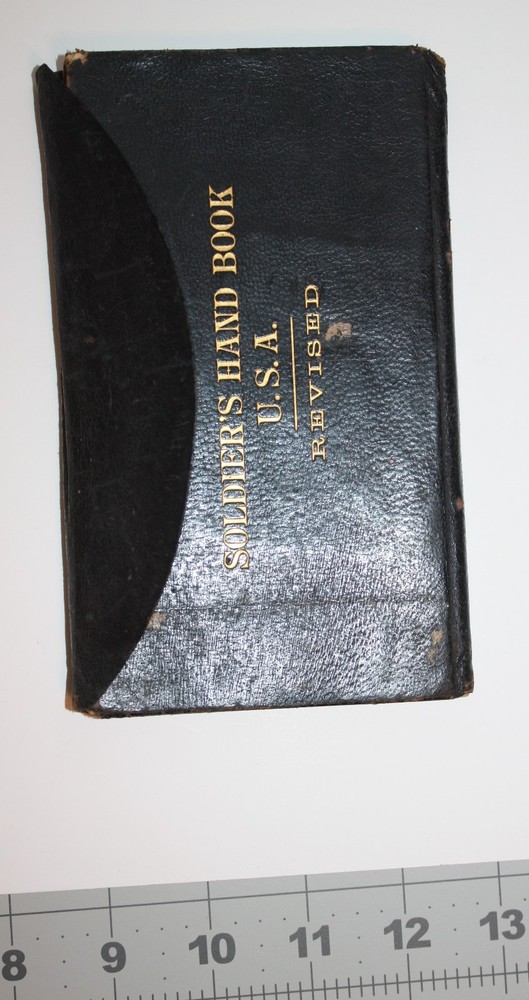 SOLDIER'S HAND BOOK
U. S. A.
REVISED
8 9 10 11 12 13